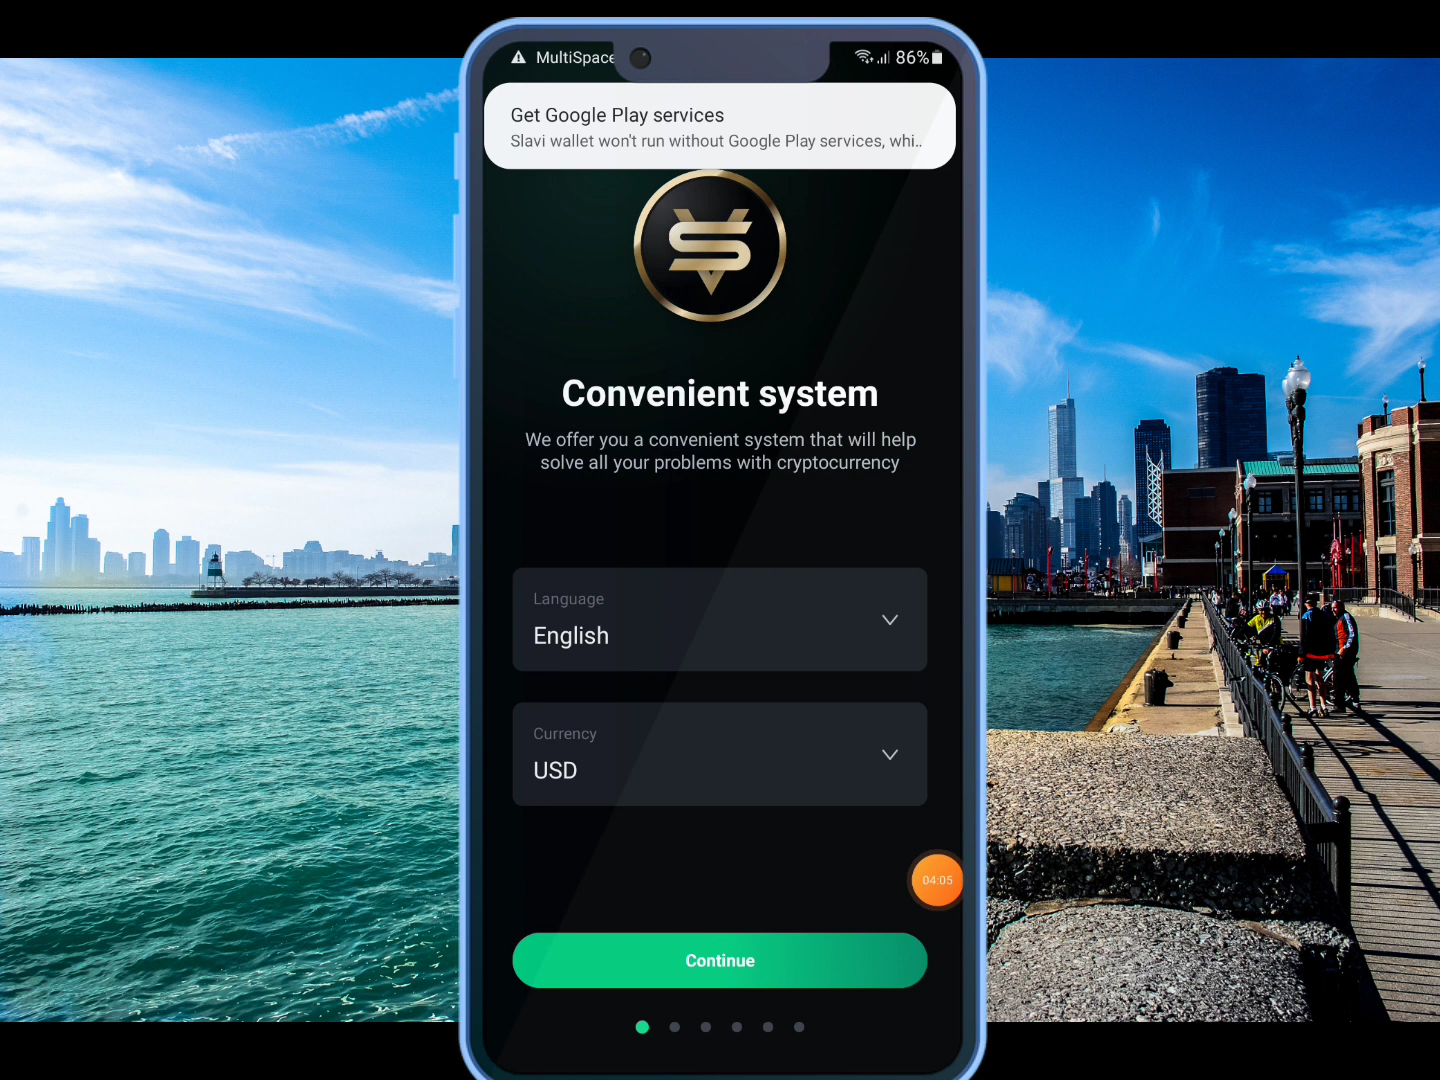 MultiSpace
86%
Get Google Play services
Slavi wallet won't run without Google Play services, whi..
Convenient system
We offer you a convenient system that will help
solve all your problems with cryptocurrency
Language
English
Currency
USD
04:05
Continue